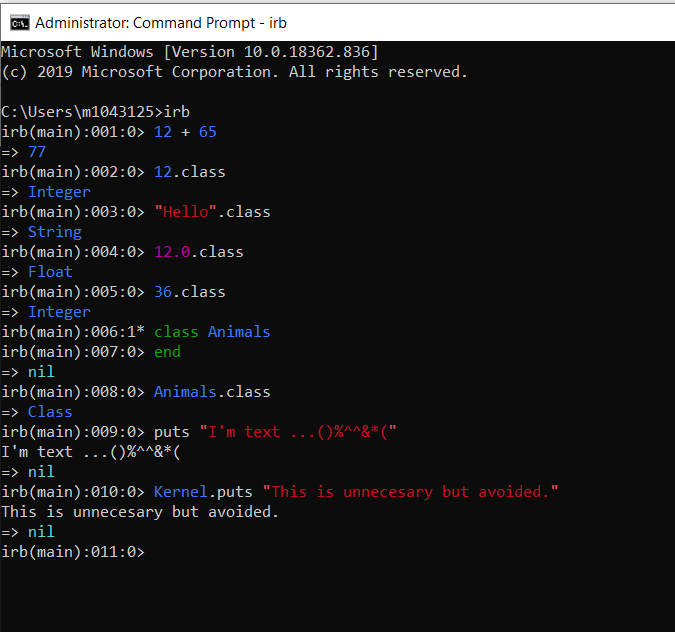 Administrator: Command Prompt - irb
Microsoft Windows [Version 10.0.18362.836]
(c) 2019 Microsoft Corporation. All rights reserved.
C:\Users\m1043125>irb
irb(main):001:0> 12 + 65
=> 77
irb(main):002:0> 12.class
=> Integer
irb(main):003:0> "Hello".class
=> String
irb(main):004:0> 12.0.class
=> Float
irb(main):005:0> 36.class
=> Integer
irb(main):006:1* class Animals
irb(main):007:0> end
=> nil
irb(main):008:0> Animals.class
=> Class
irb(main):009:0> puts "I'm text ...()%^^&*("
I'm text ...()%^^&*(
=> nil
irb(main):010:0> Kernel.puts "This is unnecesary but avoided."
This is unnecesary but avoided.
=> nil
irb(main):011:0>